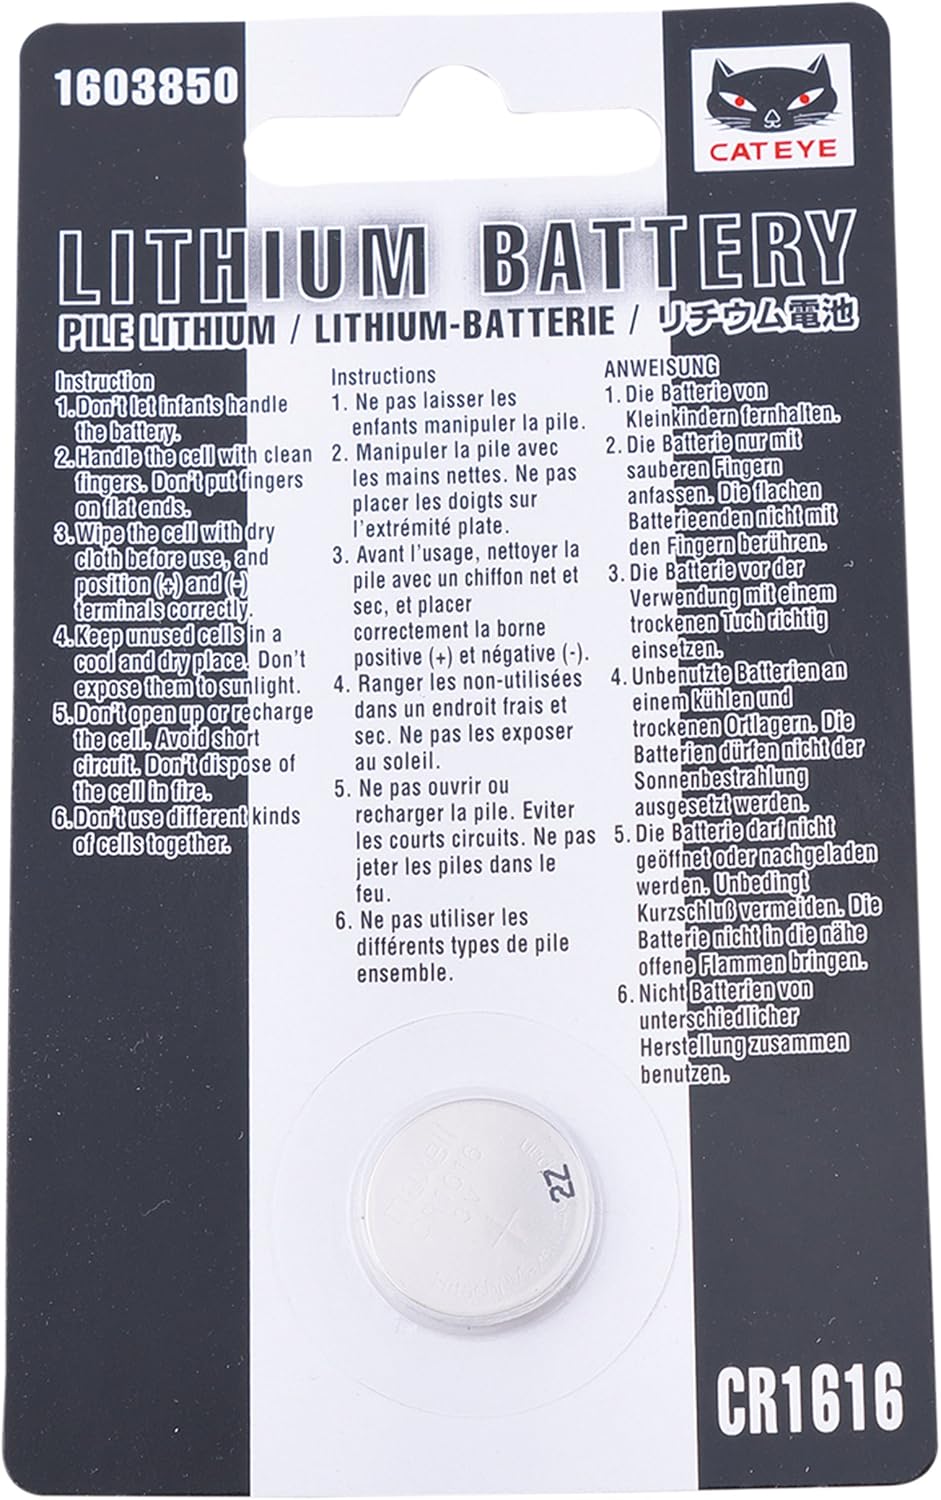 1603850
CATEYE
LITHIUM BATTERY
PILE LITHIUM / LITHIUM-BATTERIE / リチウム電池
Instruction
1. Don't let infants handle
the battery.
2. Handle the cell with clean
fingers. Don't put fingers
on flat ends.
3. Wipe the cell with dry
cloth before use, and
position (+) and (-)
terminals correctly.
4. Keep unused cells in a
cool and dry place. Don't
expose them to sunlight.
5. Don't open up or recharge
the cell. Avoid short
circuit. Don't dispose of
the cell in fire.
6. Don't use different kinds
of cells together.
Instructions
1. Ne pas laisser les
enfants manipuler la pile.
2. Manipuler la pile avec
les mains nettes. Ne pas
placer les doigts sur
l'extrémité plate.
3. Avant l'usage, nettoyer la
pile avec un chiffon net et
sec, et placer
correctement la borne
positive (+) et négative (-).
4. Ranger les non-utilisées
dans un endroit frais et
sec. Ne pas les exposer
au soleil.
5. Ne pas ouvrir ou
recharger la pile. Eviter
les courts circuits. Ne pas
jeter les piles dans le
feu.
6. Ne pas utiliser les
différents types de pile
ensemble.
ANWEISUNG
1. Die Batterie von
Kleinkindern fernhalten.
2. Die Batterie nur mit
sauberen Fingern
anfassen. Die flachen
Batterieenden nicht mit
den Fingern berühren.
3. Die Batterie vor der
Verwendung mit einem
trockenen Tuch richtig
einsetzen.
4. Unbenutzte Batterien an
einem kühlen und
trockenen Ortlagern. Die
Batterien dürfen nicht der
Sonnenbestrahlung
ausgesetzt werden.
5. Die Batterie darf nicht
geöffnet oder nachgeladen
werden. Unbedingt
Kurzschluß vermeiden. Die
Batterie nicht in die nähe
offene Flammen bringen.
6. Nicht Batterien von
unterschiedlicher
Herstellung zusammen
benutzen.
maxell
CR1616
2Z
CR1616